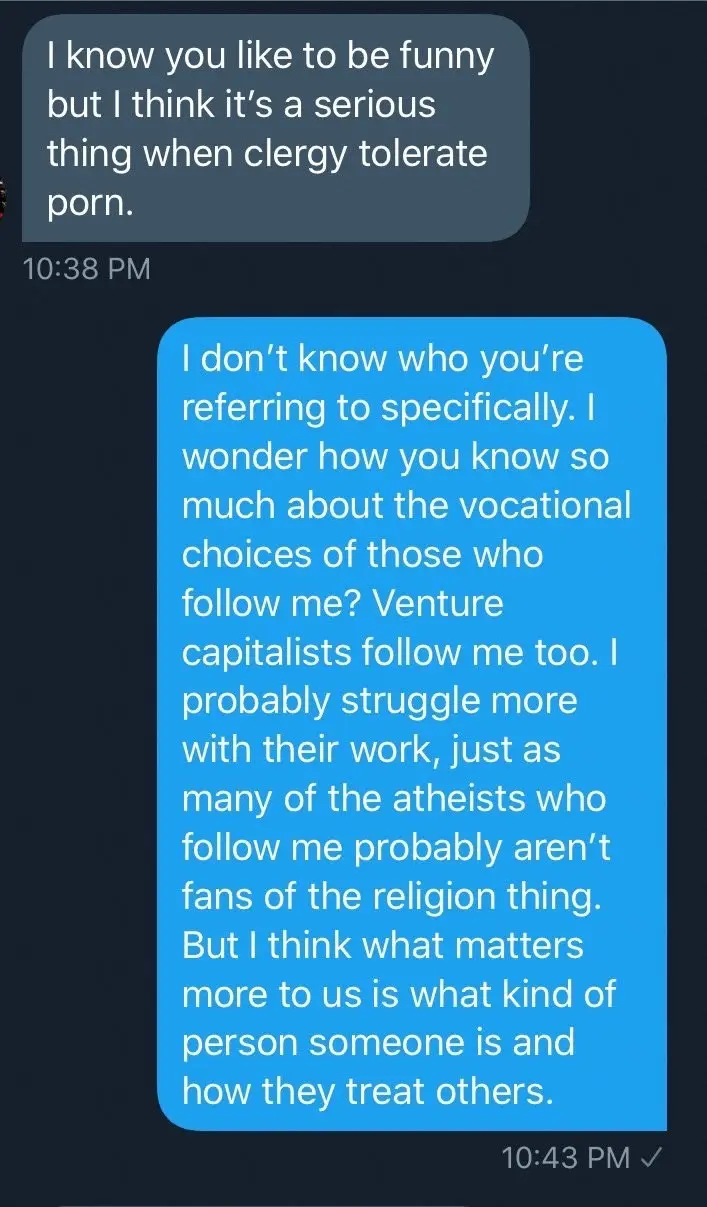 I know you like to be funny
but I think it’s a serious
thing when clergy tolerate
porn.
10:38 PM
I don’t know who you’re
referring to specifically. I
wonder how you know so
much about the vocational
choices of those who
follow me? Venture
capitalists follow me too. I
probably struggle more
with their work, just as
many of the atheists who
follow me probably aren’t
fans of the religion thing.
But I think what matters
more to us is what kind of
person someone is and
how they treat others.
10:43 PM ✓